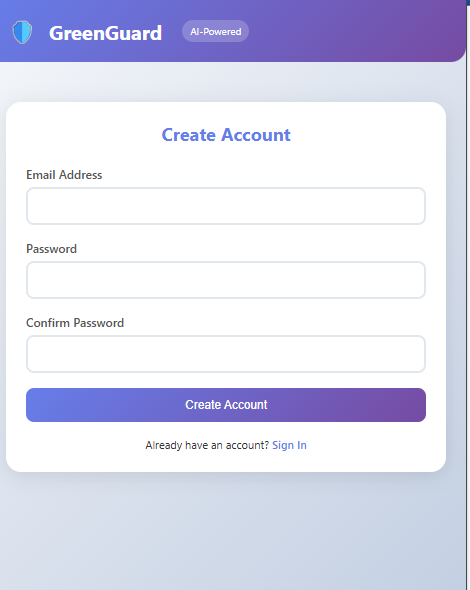 GreenGuard AI-Powered
Create Account
Email Address
Password
Confirm Password
Create Account
Already have an account? Sign In